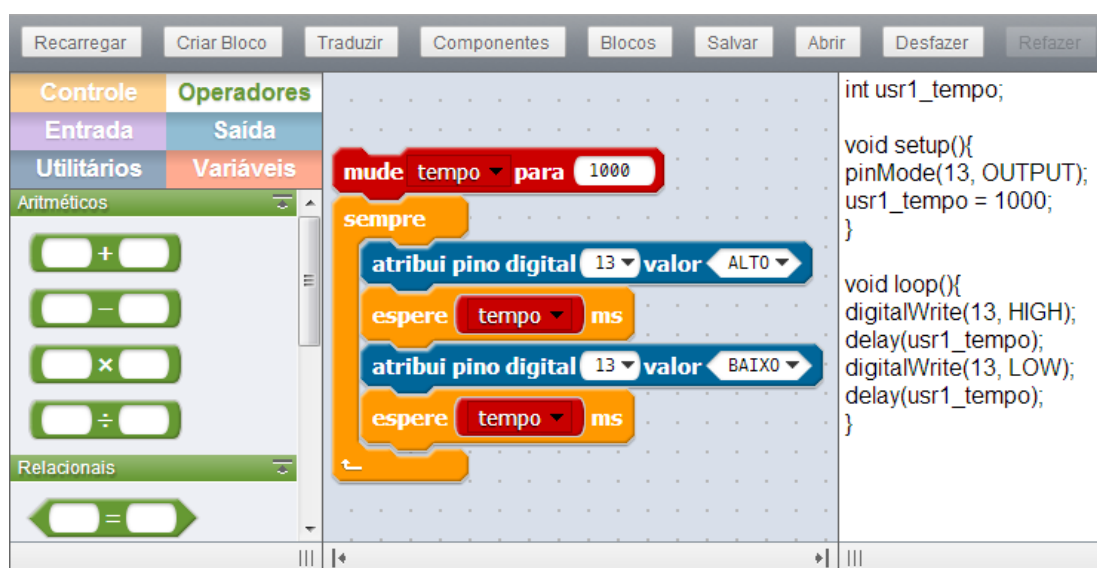 Recarregar Criar Bloco Traduzir Componentes Blocos Salvar Abrir Desfazer Refazer
Controle Operadores
Entrada Saída
Utilitários Variáveis
Aritméticos
+
−
×
÷
Relacionais
=
mude tempo para 1000
sempre
atribui pino digital 13 valor ALTO
espere tempo ms
atribui pino digital 13 valor BAIXO
espere tempo ms
int usr1_tempo;
void setup(){
pinMode(13, OUTPUT);
usr1_tempo = 1000;
}
void loop(){
digitalWrite(13, HIGH);
delay(usr1_tempo);
digitalWrite(13, LOW);
delay(usr1_tempo);
}